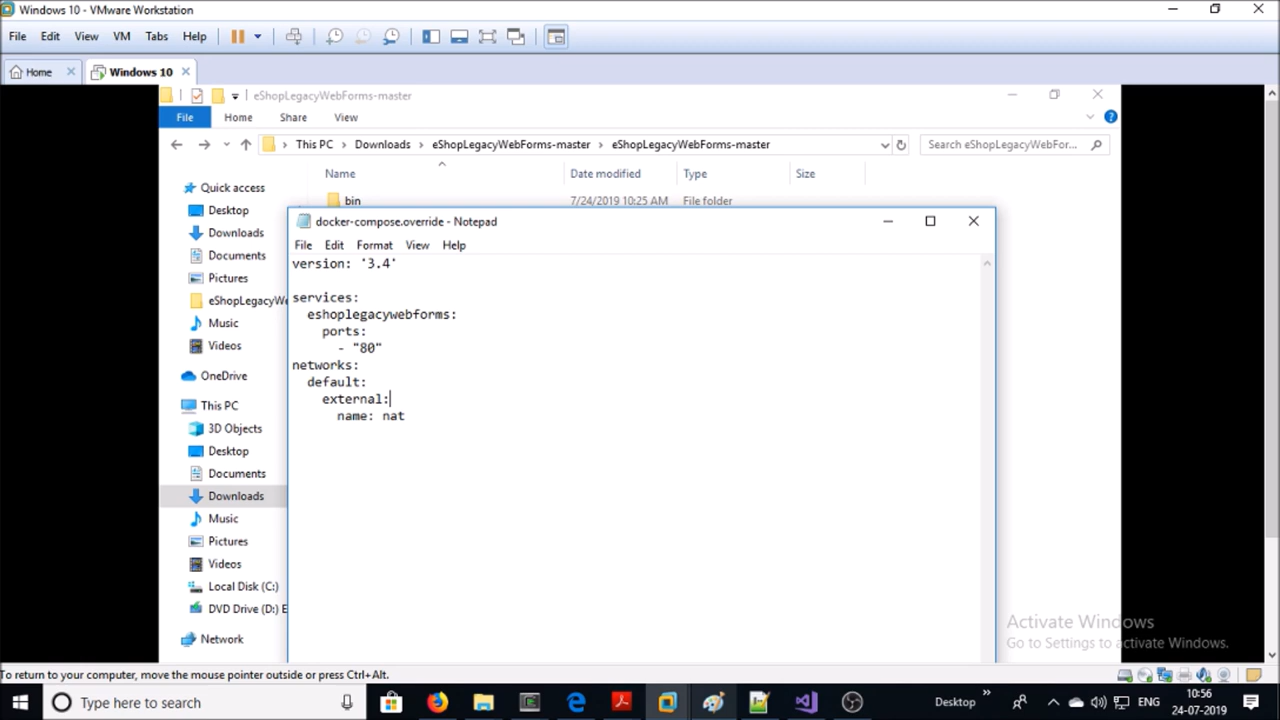 Windows 10 - VMware Workstation
File Edit View VM Tabs Help
Home Windows 10
eShopLegacyWebForms-master
File Home Share View
This PC Downloads eShopLegacyWebForms-master eShopLegacyWebForms-master
Search eShopLegacyWebFor...
Name Date modified Type Size
bin 7/24/2019 10:25 AM File folder
Quick access
Desktop
Downloads
Documents
Pictures
eShopLegacyWe
Music
Videos
OneDrive
This PC
3D Objects
Desktop
Documents
Downloads
Music
Pictures
Videos
Local Disk (C:)
DVD Drive (D:) E
Network
docker-compose.override - Notepad
File Edit Format View Help
version: '3.4'
services:
eshoplegacywebforms:
ports:
- "80"
networks:
default:
external:
name: nat
Activate Windows
Go to Settings to activate Windows.
To return to your computer, move the mouse pointer outside or press Ctrl+Alt.
Type here to search
Desktop
ENG
10:56
24-07-2019